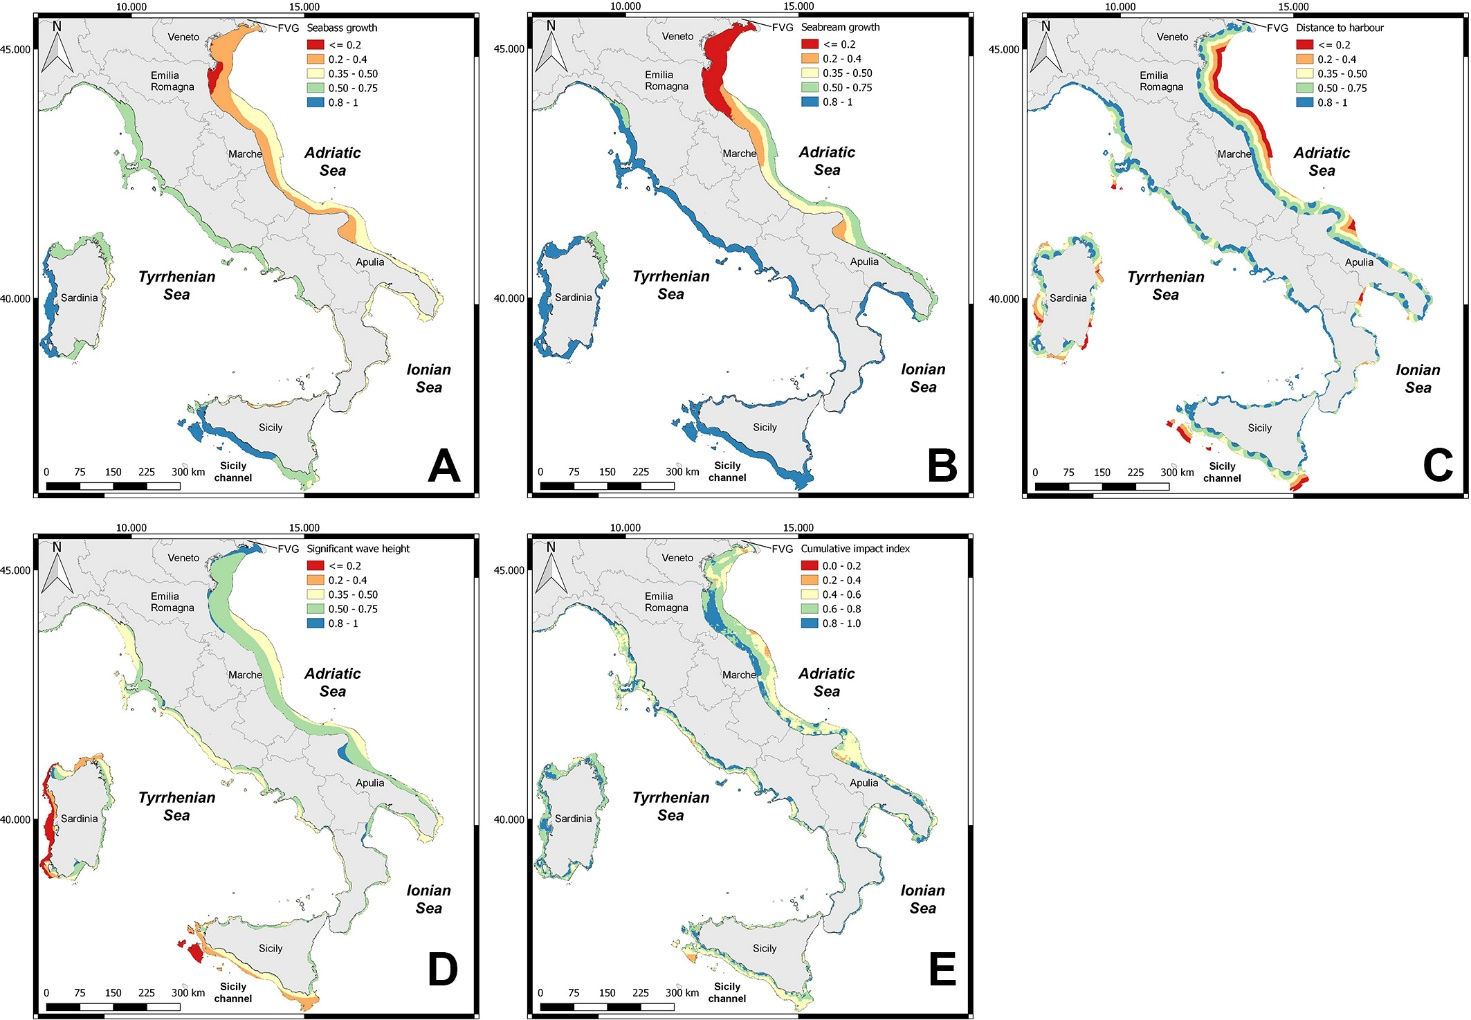 10.000 15.000
45.000
40.000
N
Veneto
FVG
Seabass growth
<= 0.2
0.2 - 0.4
0.35 - 0.50
0.50 - 0.75
0.8 - 1
Emilia
Romagna
Marche
Adriatic
Sea
Apulia
Tyrrhenian
Sea
Sardinia
Ionian
Sea
Sicily
Sicily
channel
0 75 150 225 300 km
A
10.000 15.000
45.000
40.000
N
Veneto
FVG
Seabream growth
<= 0.2
0.2 - 0.4
0.35 - 0.50
0.50 - 0.75
0.8 - 1
Emilia
Romagna
Marche
Adriatic
Sea
Apulia
Tyrrhenian
Sea
Sardinia
Ionian
Sea
Sicily
Sicily
channel
0 75 150 225 300 km
B
10.000 15.000
45.000
40.000
N
Veneto
FVG
Distance to harbour
<= 0.2
0.2 - 0.4
0.35 - 0.50
0.50 - 0.75
0.8 - 1
Emilia
Romagna
Marche
Adriatic
Sea
Apulia
Tyrrhenian
Sea
Sardinia
Ionian
Sea
Sicily
Sicily
channel
0 75 150 225 300 km
C
10.000 15.000
45.000
40.000
N
Veneto
FVG
Significant wave height
<= 0.2
0.2 - 0.4
0.35 - 0.50
0.50 - 0.75
0.8 - 1
Emilia
Romagna
Marche
Adriatic
Sea
Apulia
Tyrrhenian
Sea
Sardinia
Ionian
Sea
Sicily
Sicily
channel
0 75 150 225 300 km
D
10.000 15.000
45.000
40.000
N
Veneto
FVG
Cumulative impact index
0.0 - 0.2
0.2 - 0.4
0.4 - 0.6
0.6 - 0.8
0.8 - 1.0
Emilia
Romagna
Marche
Adriatic
Sea
Apulia
Tyrrhenian
Sea
Sardinia
Ionian
Sea
Sicily
Sicily
channel
0 75 150 225 300 km
E